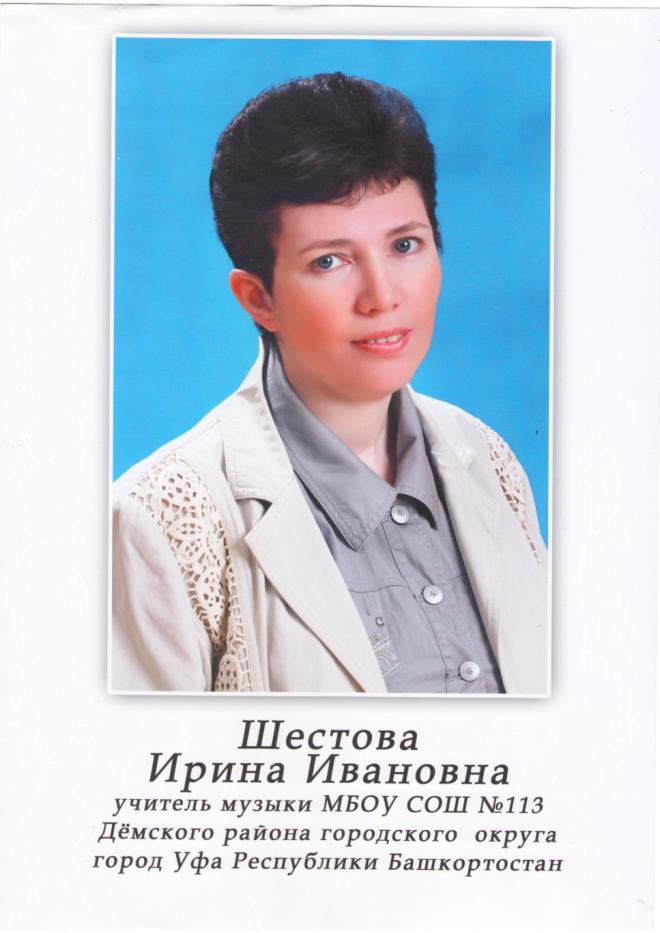 Шестова
Ирина Ивановна
учитель музыки МБОУ СОШ №113
Дёмского района городского округа
город Уфа Республики Башкортостан